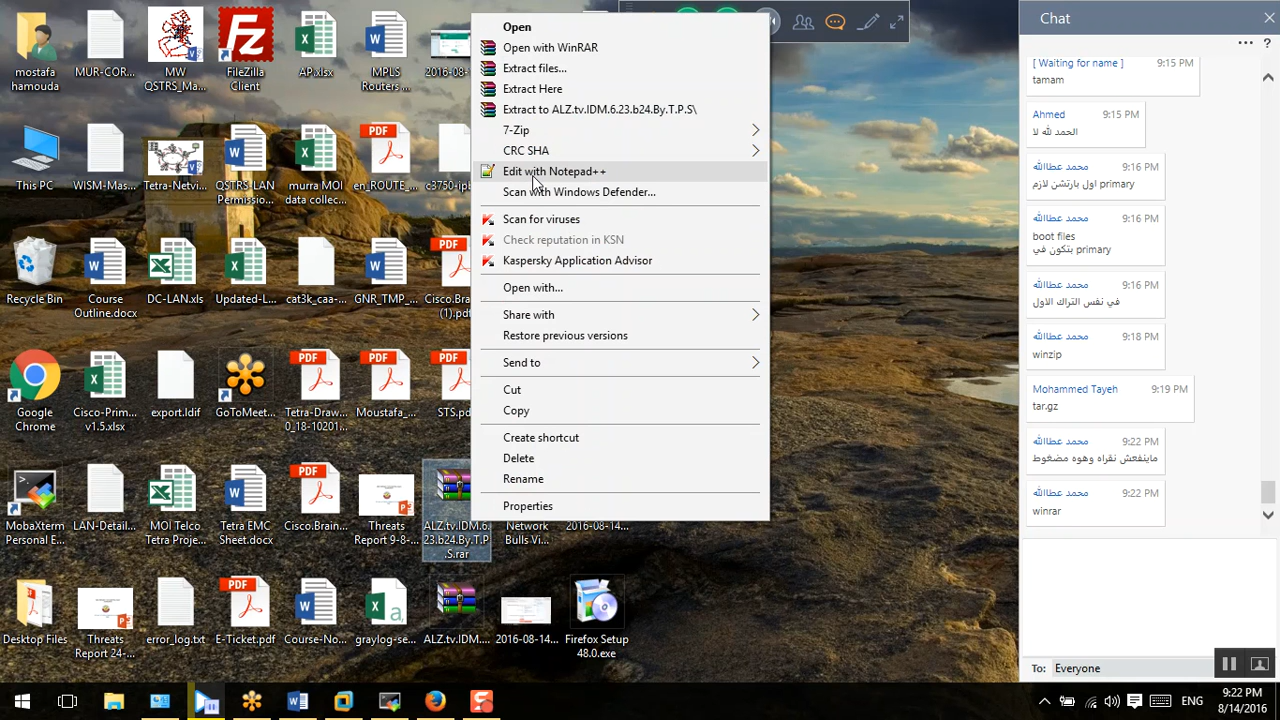 mostafa
hamouda
MUR-COR...
MW
QSTRS_Ma...
FileZilla
Client
AP.xlsx
MPLS
Routers ...
2016-08-1
This PC
WISM-Mas...
Tetra-Netvi...
QSTRS-LAN
Permissio...
murra MOI
data collec...
PDF
en_ROUTE_...
c3750-ipb
Recycle Bin
Course
Outline.docx
DC-LAN.xls
Updated-L...
cat3k_caa-...
GNR_TMP_...
PDF
Cisco.Brain
(1).pdf
Google
Chrome
Cisco-Prim...
v1.5.xlsx
export.ldif
GoToMeet...
PDF
Tetra-Draw...
0_18-10201...
PDF
Moustafa_...
PDF
STS.pd
MobaXterm
Personal E...
LAN-Detail...
MOI Telco
Tetra Proje...
Tetra EMC
Sheet.docx
PDF
Cisco.Brain...
Threats
Report 9-8-...
ALZ.tv.IDM.6.
23.b24.By.T.P
.S.rar
Network
Bulls Vi...
2016-08-14...
Desktop Files
Threats
Report 24-...
error_log.txt
PDF
E-Ticket.pdf
Course-No...
graylog-se...
ALZ.tv.IDM....
2016-08-14...
Firefox Setup
48.0.exe
Open
Open with WinRAR
Extract files...
Extract Here
Extract to ALZ.tv.IDM.6.23.b24.By.T.P.S\
7-Zip
CRC SHA
Edit with Notepad++
Scan with Windows Defender...
Scan for viruses
Check reputation in KSN
Kaspersky Application Advisor
Open with...
Share with
Restore previous versions
Send to
Cut
Copy
Create shortcut
Delete
Rename
Properties
Chat
[ Waiting for name ] 9:15 PM
tamam
Ahmed 9:15 PM
الحمد لله لا
محمد عطاالله 9:16 PM
اول بارتشن لازم primary
محمد عطاالله 9:16 PM
boot files
بتكون في primary
محمد عطاالله 9:16 PM
في نفس التراك الاول
محمد عطاالله 9:18 PM
winzip
Mohammed Tayeh 9:19 PM
tar.gz
محمد عطاالله 9:22 PM
ماينفعش نقراه وهوه مضغوط
محمد عطاالله 9:22 PM
winrar
To: Everyone
ENG
9:22 PM
8/14/2016